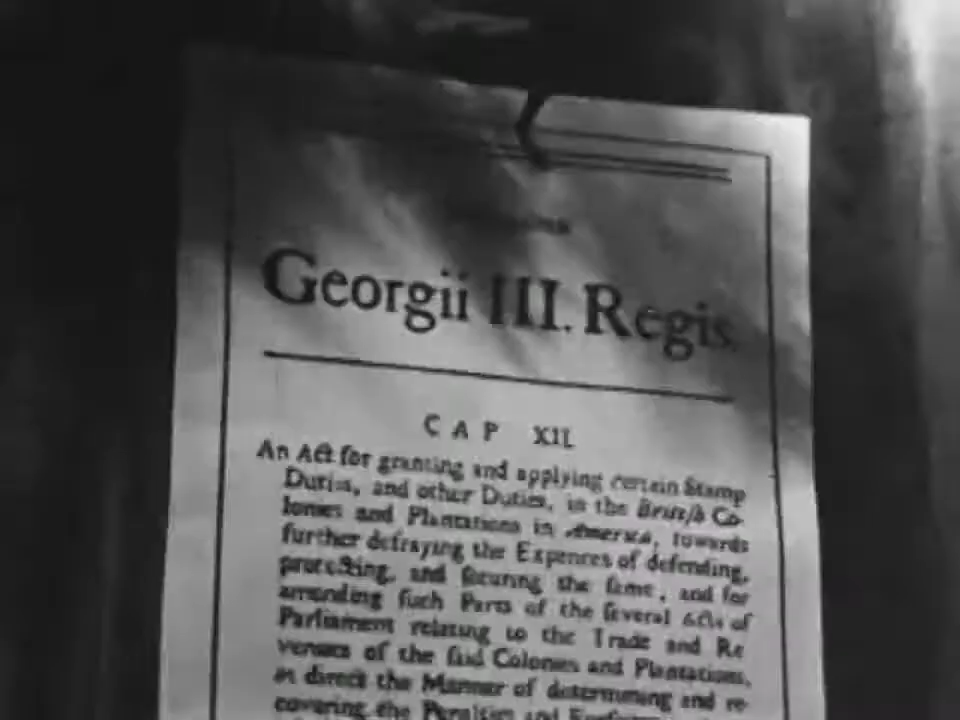 Georgii III. Regis.
CAP XII.
An Act for granting and applying certain Stamp
Duties, and other Duties, in the British Co-
lonies and Plantations in America, towards
further defraying the Expences of defending,
protecting, and securing the same, and for
amending such Parts of the several Acts of
Parliament relating to the Trade and Re
venues of the said Colonies and Plantations,
as direct the Manner of determining and re-
covering the Penalties and